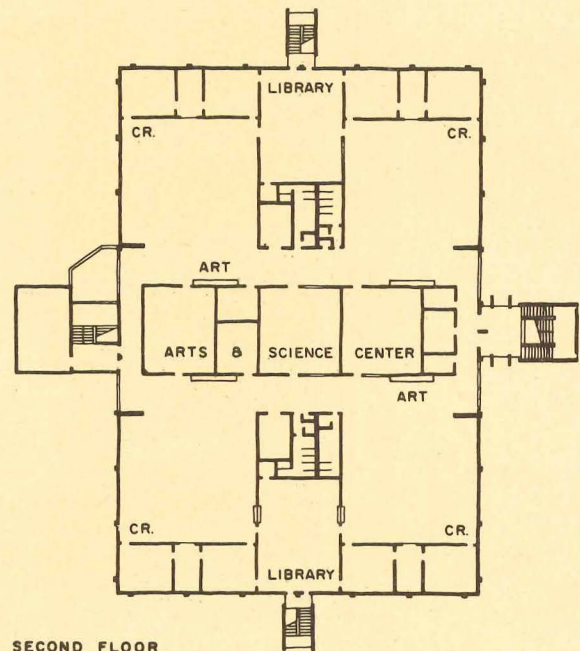 LIBRARY
CR. CR.
ART
ARTS & SCIENCE CENTER
ART
CR. CR.
LIBRARY
SECOND FLOOR